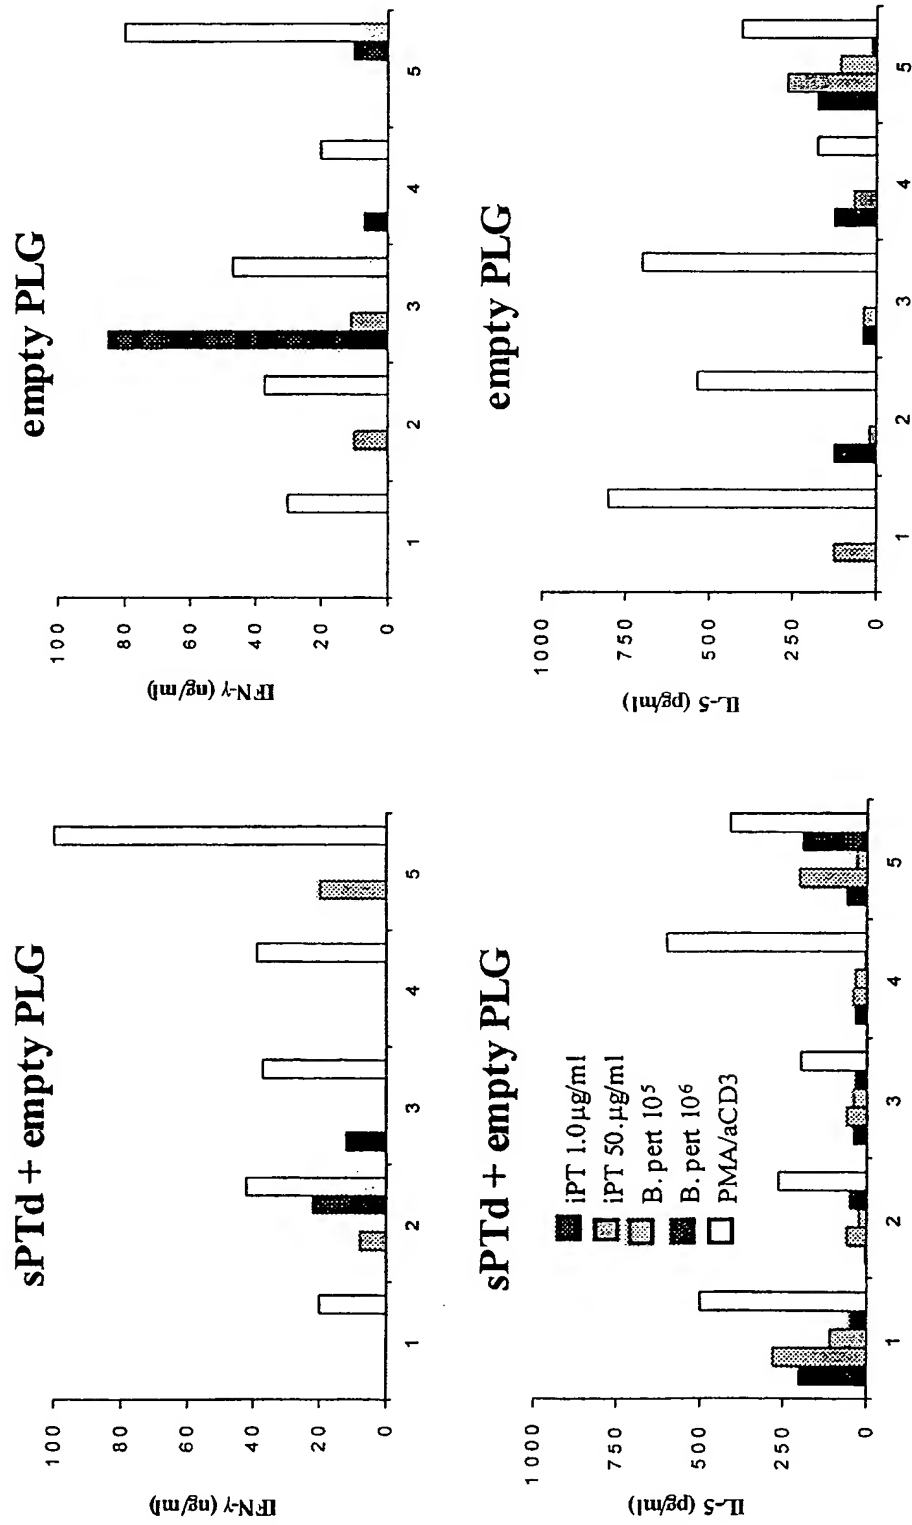 sPTd + empty PLG
IFN-γ (ng/ml)
100
80
60
40
20
0
1 2 3 4 5
empty PLG
IFN-γ (ng/ml)
100
80
60
40
20
0
1 2 3 4 5
sPTd + empty PLG
IL-5 (pg/ml)
1000
750
500
250
0
1 2 3 4 5
iPT 1.0µg/ml
iPT 50.µg/ml
B. pert 10⁵
B. pert 10⁶
PMA/aCD3
empty PLG
IL-5 (pg/ml)
1000
750
500
250
0
1 2 3 4 5